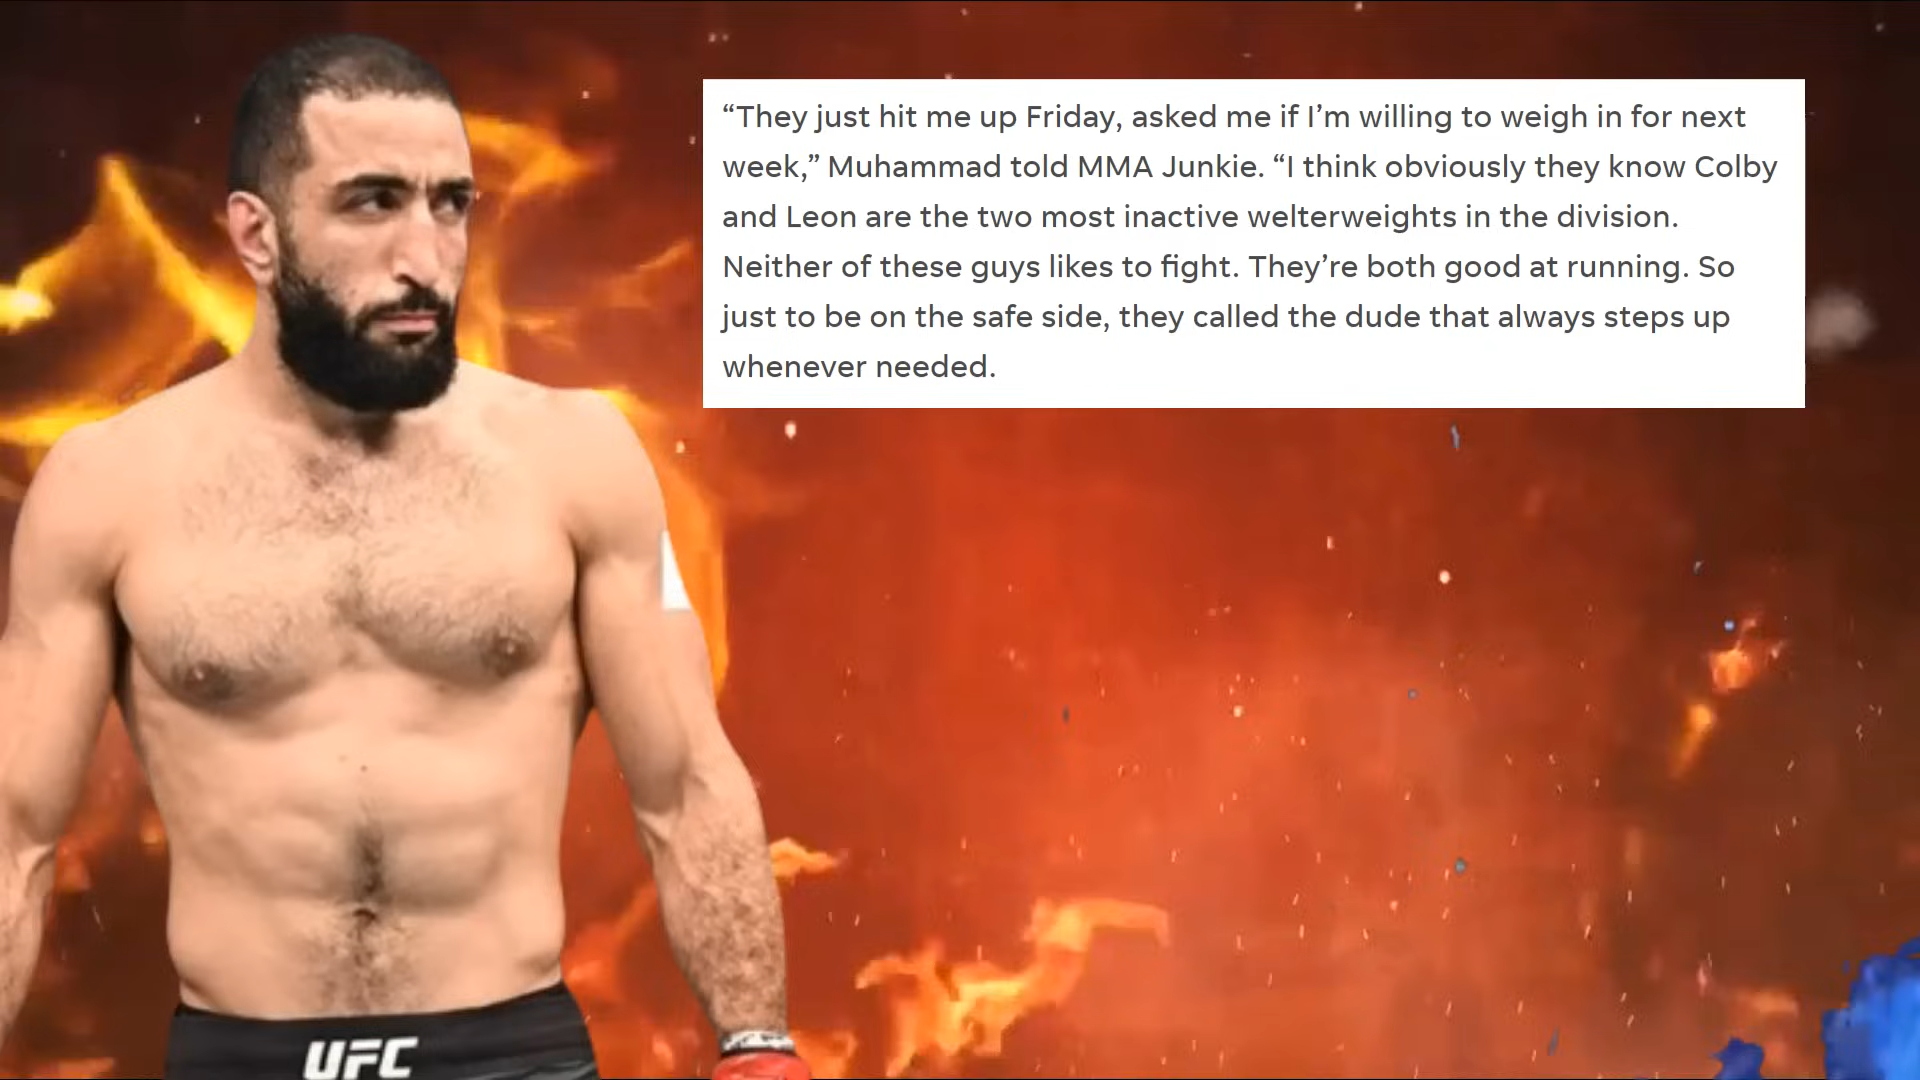 “They just hit me up Friday, asked me if I’m willing to weigh in for next
week,” Muhammad told MMA Junkie. “I think obviously they know Colby
and Leon are the two most inactive welterweights in the division.
Neither of these guys likes to fight. They’re both good at running. So
just to be on the safe side, they called the dude that always steps up
whenever needed.
UFC